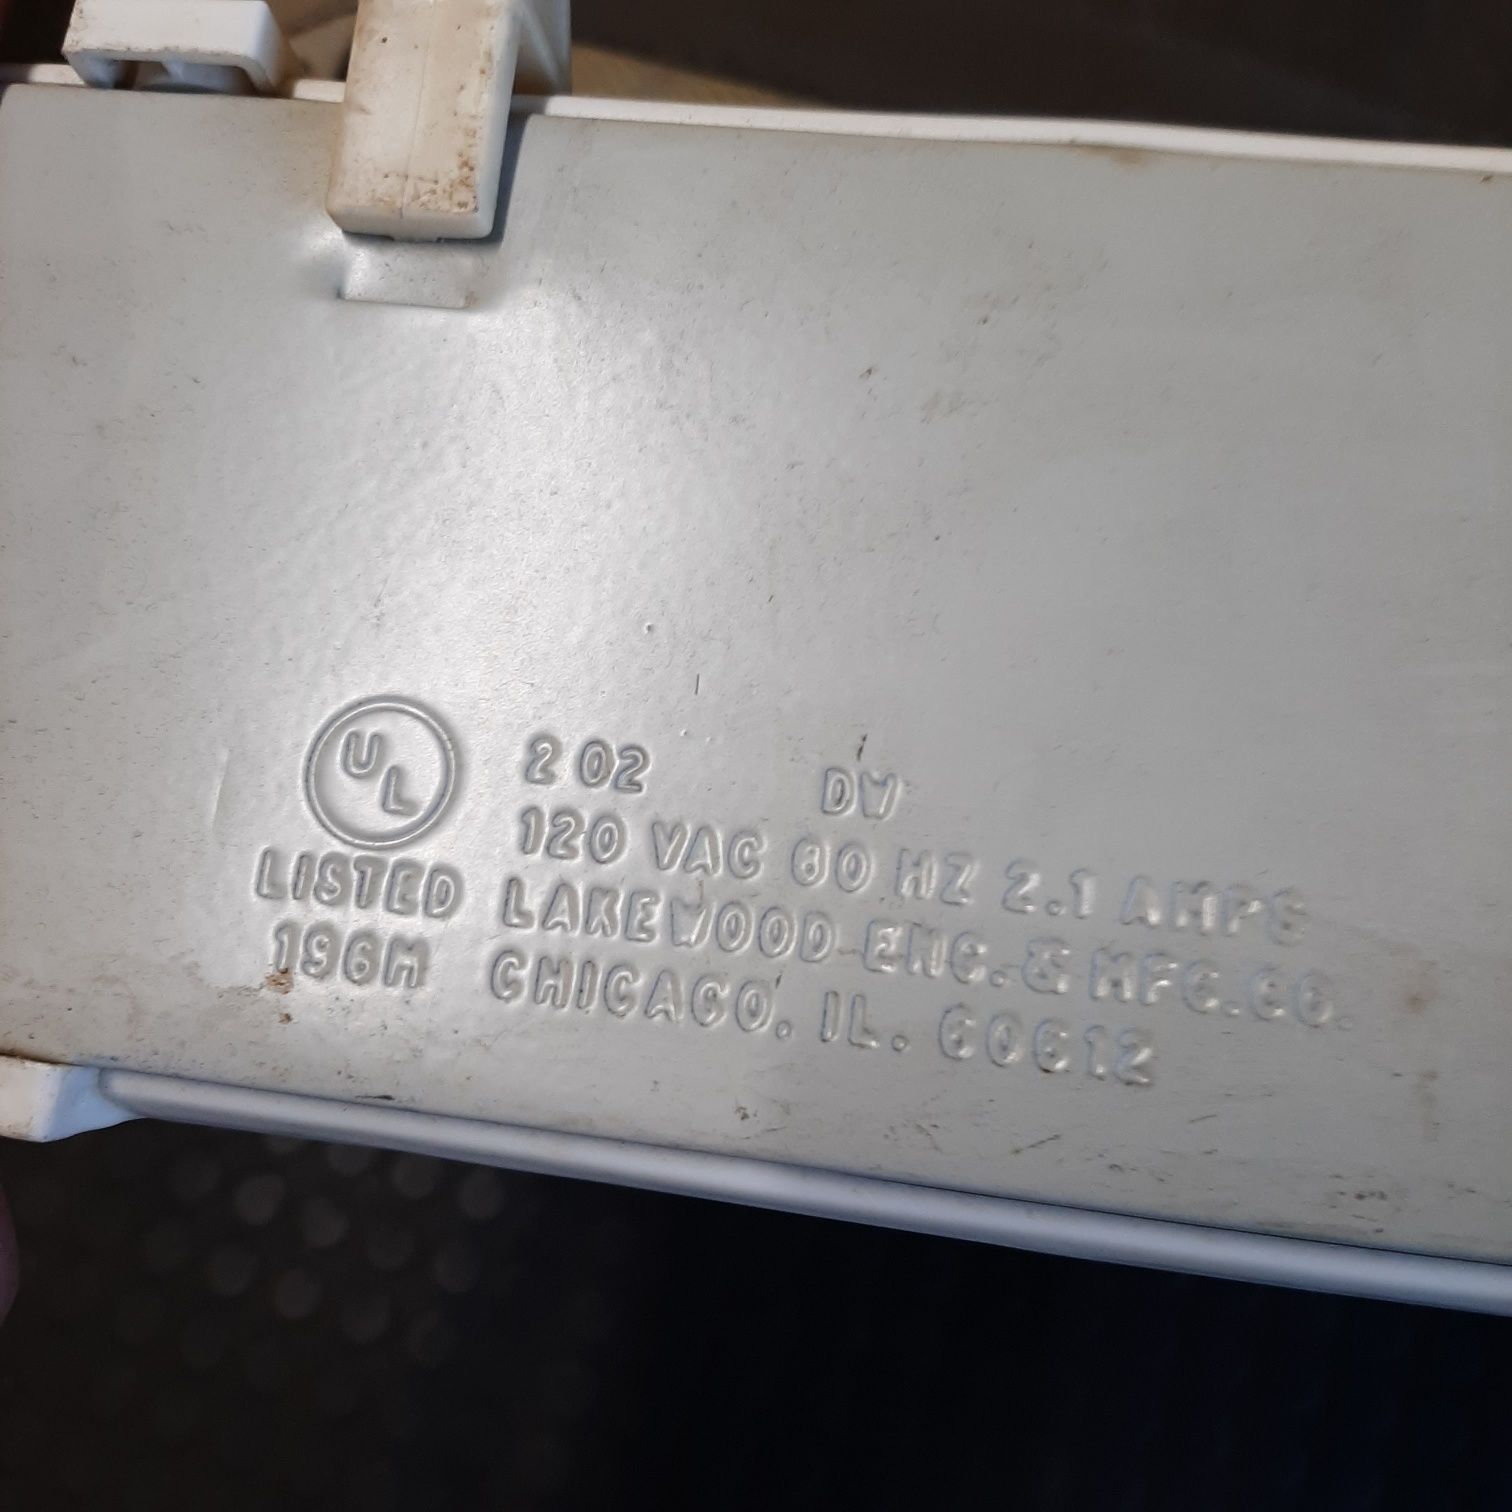 UL
LISTED
196M
2 02 DW
120 VAC 60 HZ 2.1 AMPS
LAKEWOOD ENG. & MFG. CO.
CHICAGO, IL. 60612